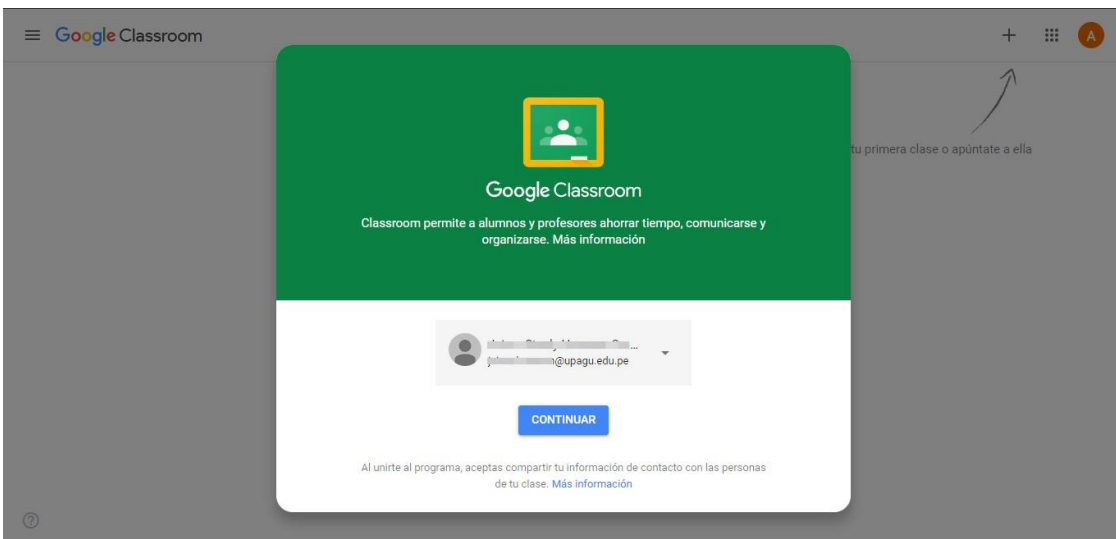 Google Classroom
A
tu primera clase o apúntate a ella
Google Classroom
Classroom permite a alumnos y profesores ahorrar tiempo, comunicarse y
organizarse. Más información
@upagu.edu.pe
CONTINUAR
Al unirte al programa, aceptas compartir tu información de contacto con las personas
de tu clase. Más información